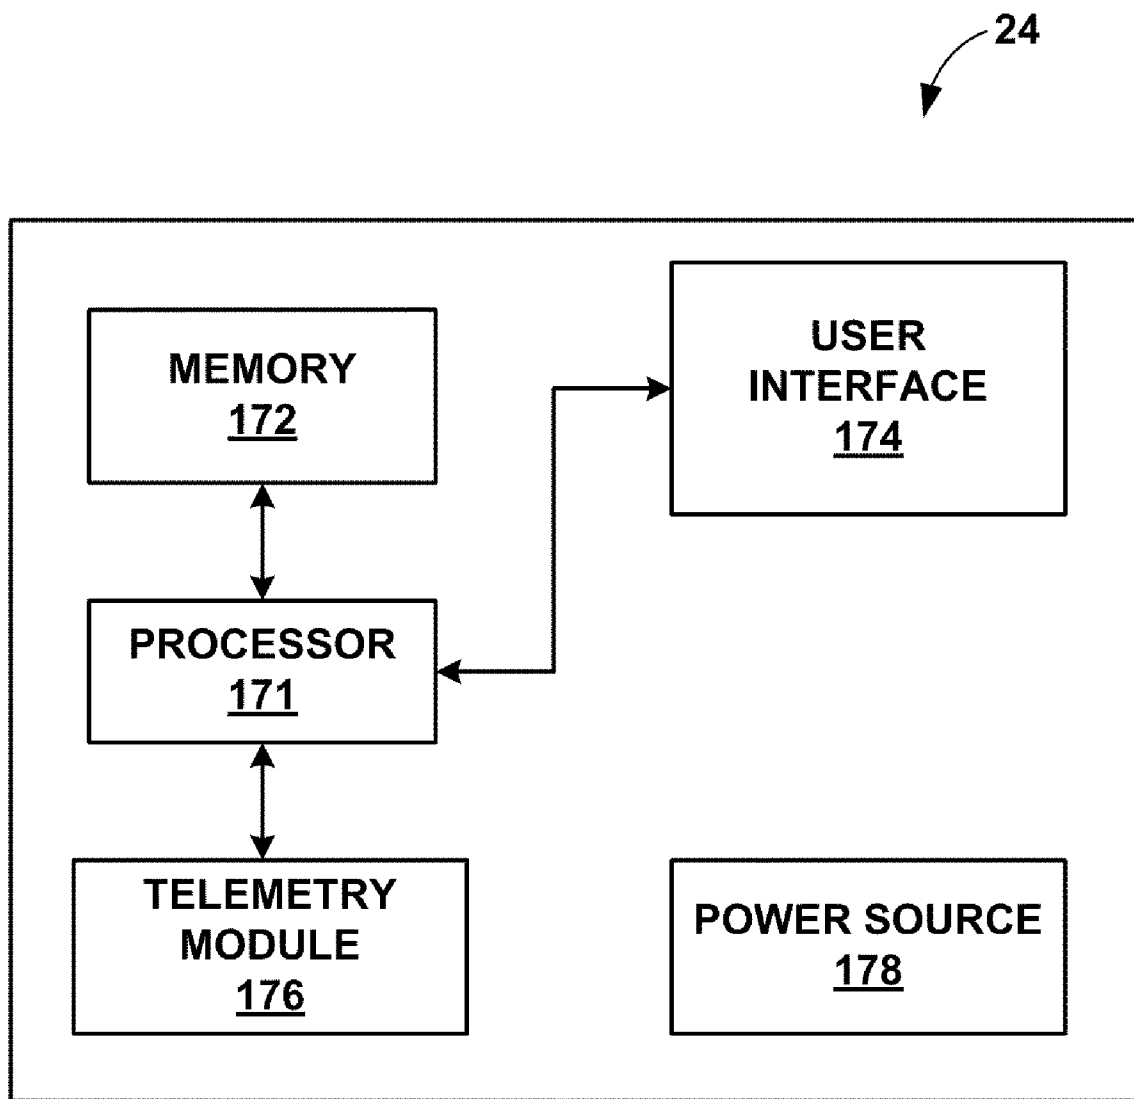 24
MEMORY
172
USER
INTERFACE
174
PROCESSOR
171
TELEMETRY
MODULE
176
POWER SOURCE
178